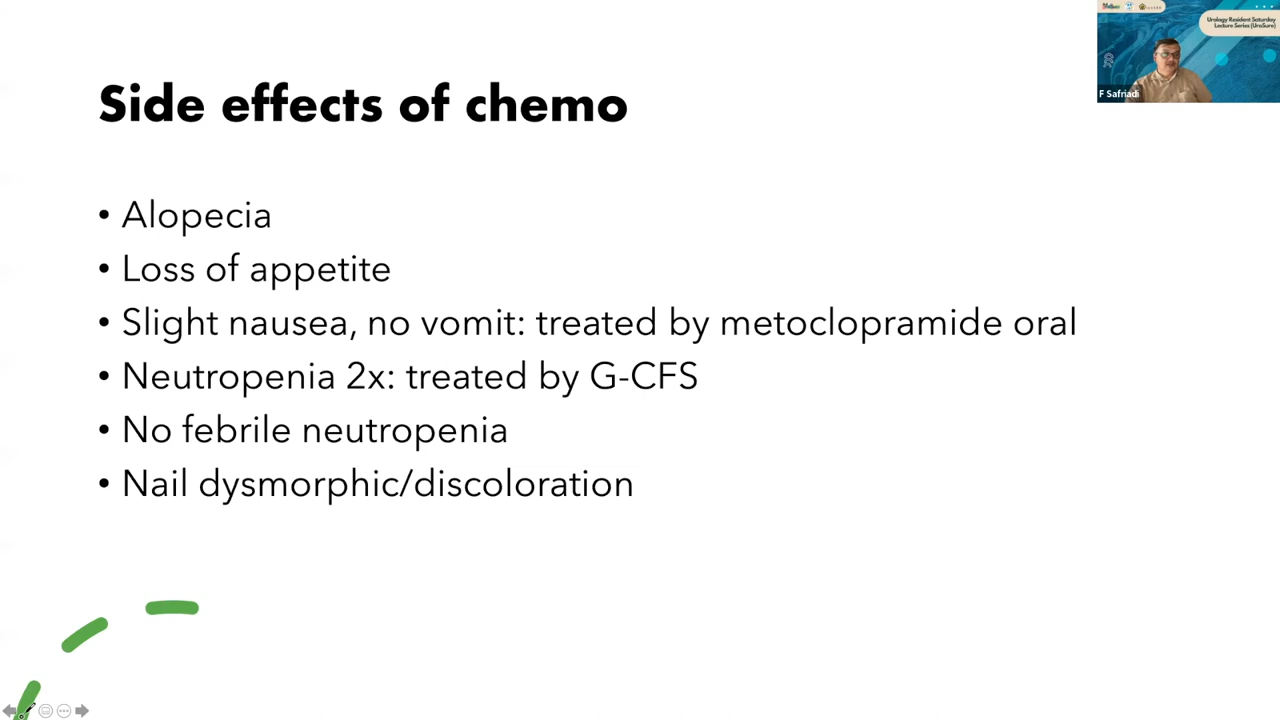 Side effects of chemo
• Alopecia
• Loss of appetite
• Slight nausea, no vomit: treated by metoclopramide oral
• Neutropenia 2x: treated by G-CFS
• No febrile neutropenia
• Nail dysmorphic/discoloration
Urology Resident Saturday
Lecture Series (UroSure)
F Safriadi